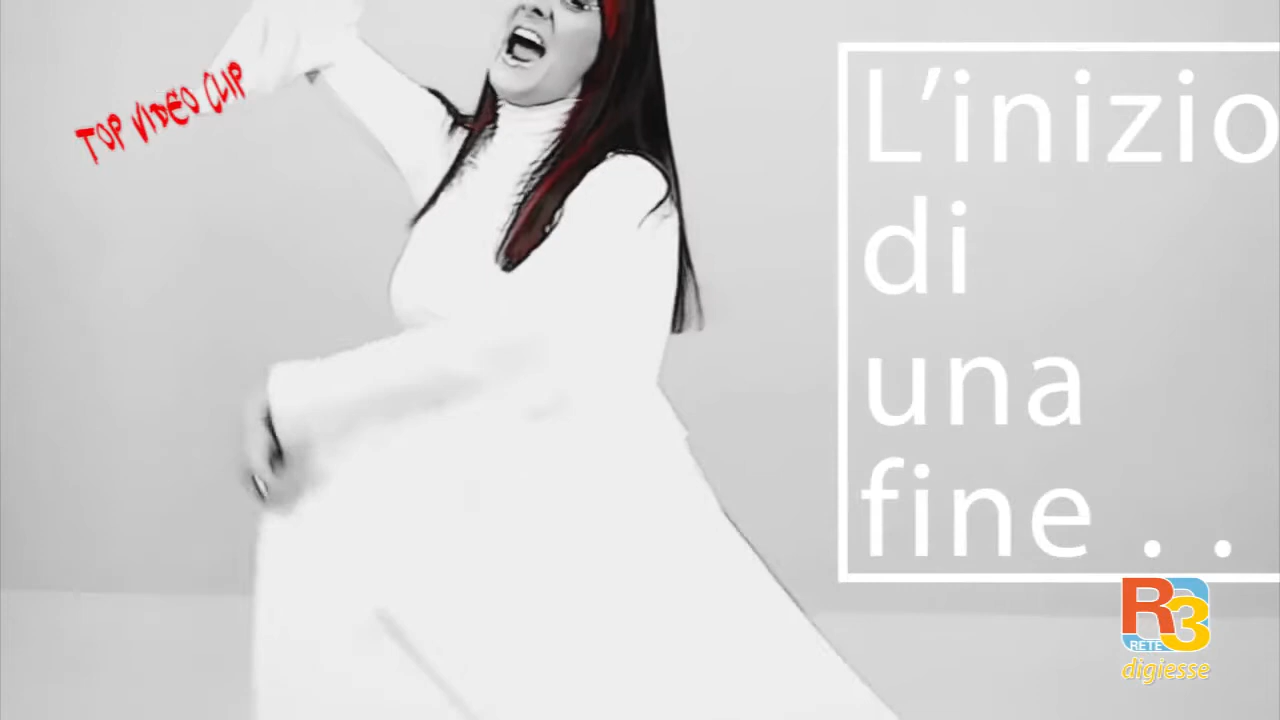 TOP VIDEO CLIP
L'inizio
di
una
fine . .
R3
RETE
digiesse